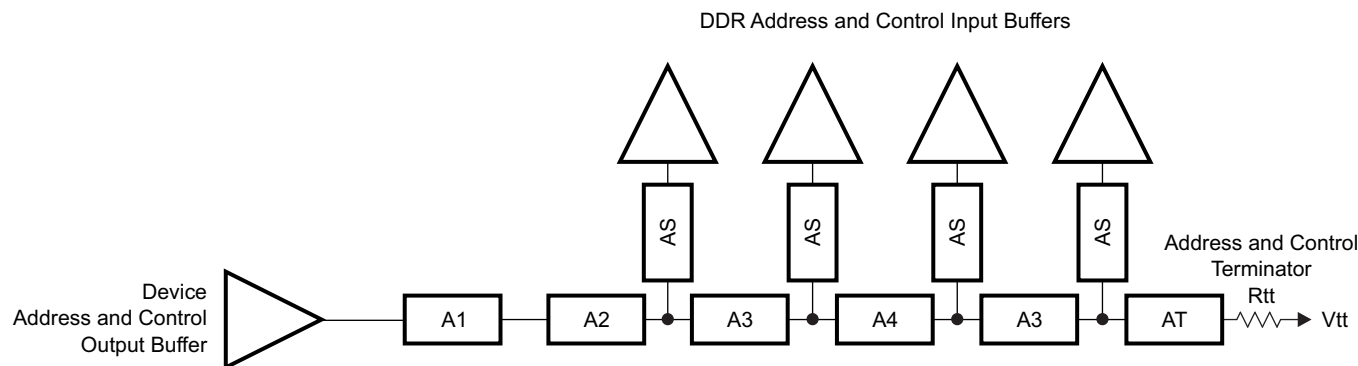 DDR Address and Control Input Buffers
AS
AS
AS
AS
Address and Control
Terminator
Rtt
Device
Address and Control
Output Buffer
A1
A2
A3
A4
A3
AT
Vtt